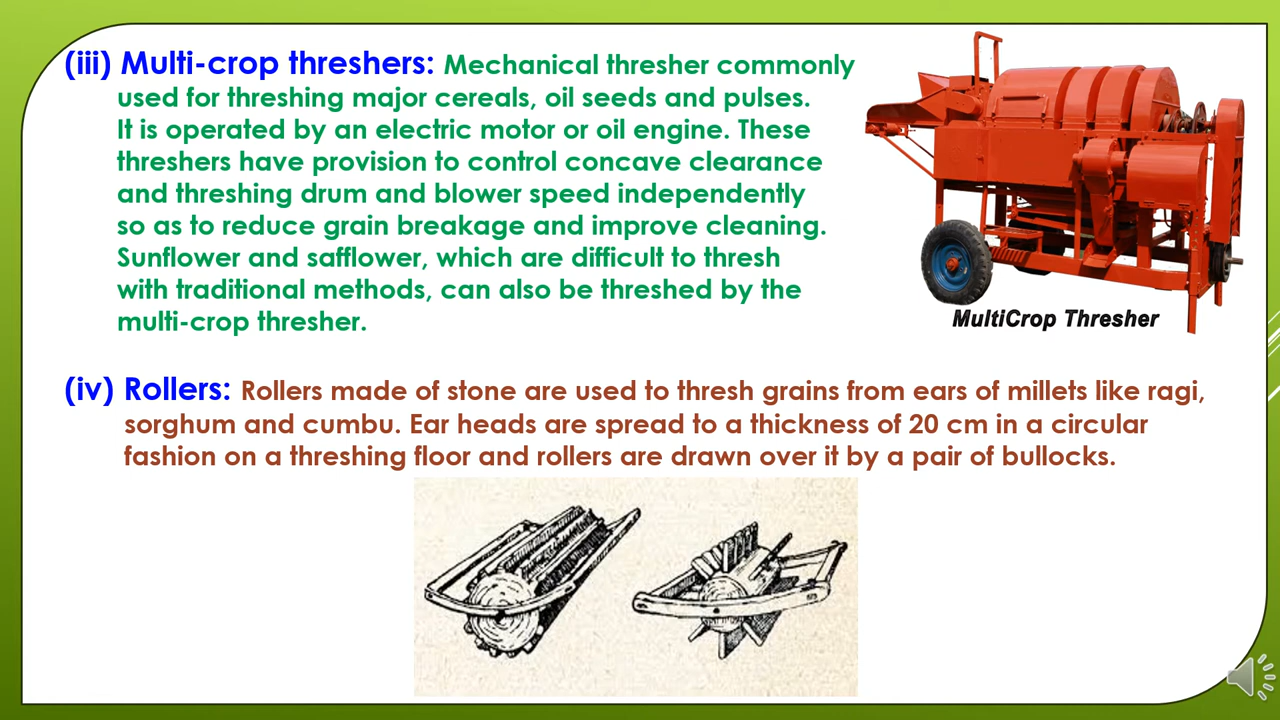 (iii) Multi-crop threshers: Mechanical thresher commonly
used for threshing major cereals, oil seeds and pulses.
It is operated by an electric motor or oil engine. These
threshers have provision to control concave clearance
and threshing drum and blower speed independently
so as to reduce grain breakage and improve cleaning.
Sunflower and safflower, which are difficult to thresh
with traditional methods, can also be threshed by the
multi-crop thresher.
MultiCrop Thresher
(iv) Rollers: Rollers made of stone are used to thresh grains from ears of millets like ragi,
sorghum and cumbu. Ear heads are spread to a thickness of 20 cm in a circular
fashion on a threshing floor and rollers are drawn over it by a pair of bullocks.